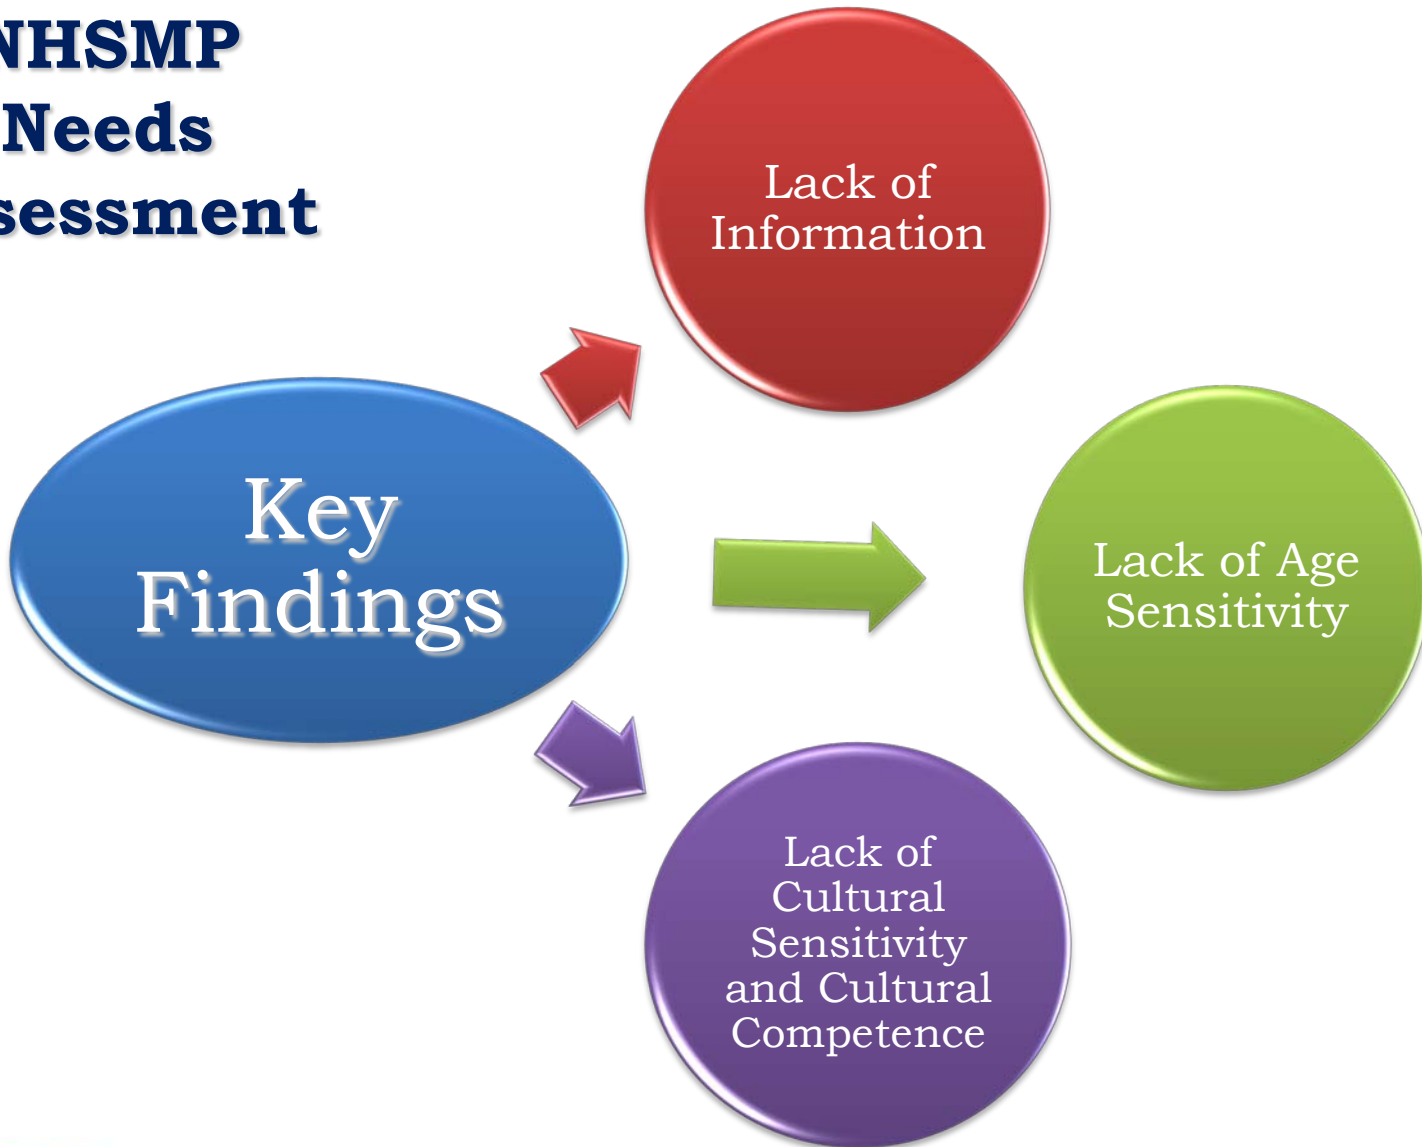 NHSMP
Needs
sessment
Lack of
Information
Key
Findings
Lack of Age
Sensitivity
Lack of
Cultural
Sensitivity
and Cultural
Competence